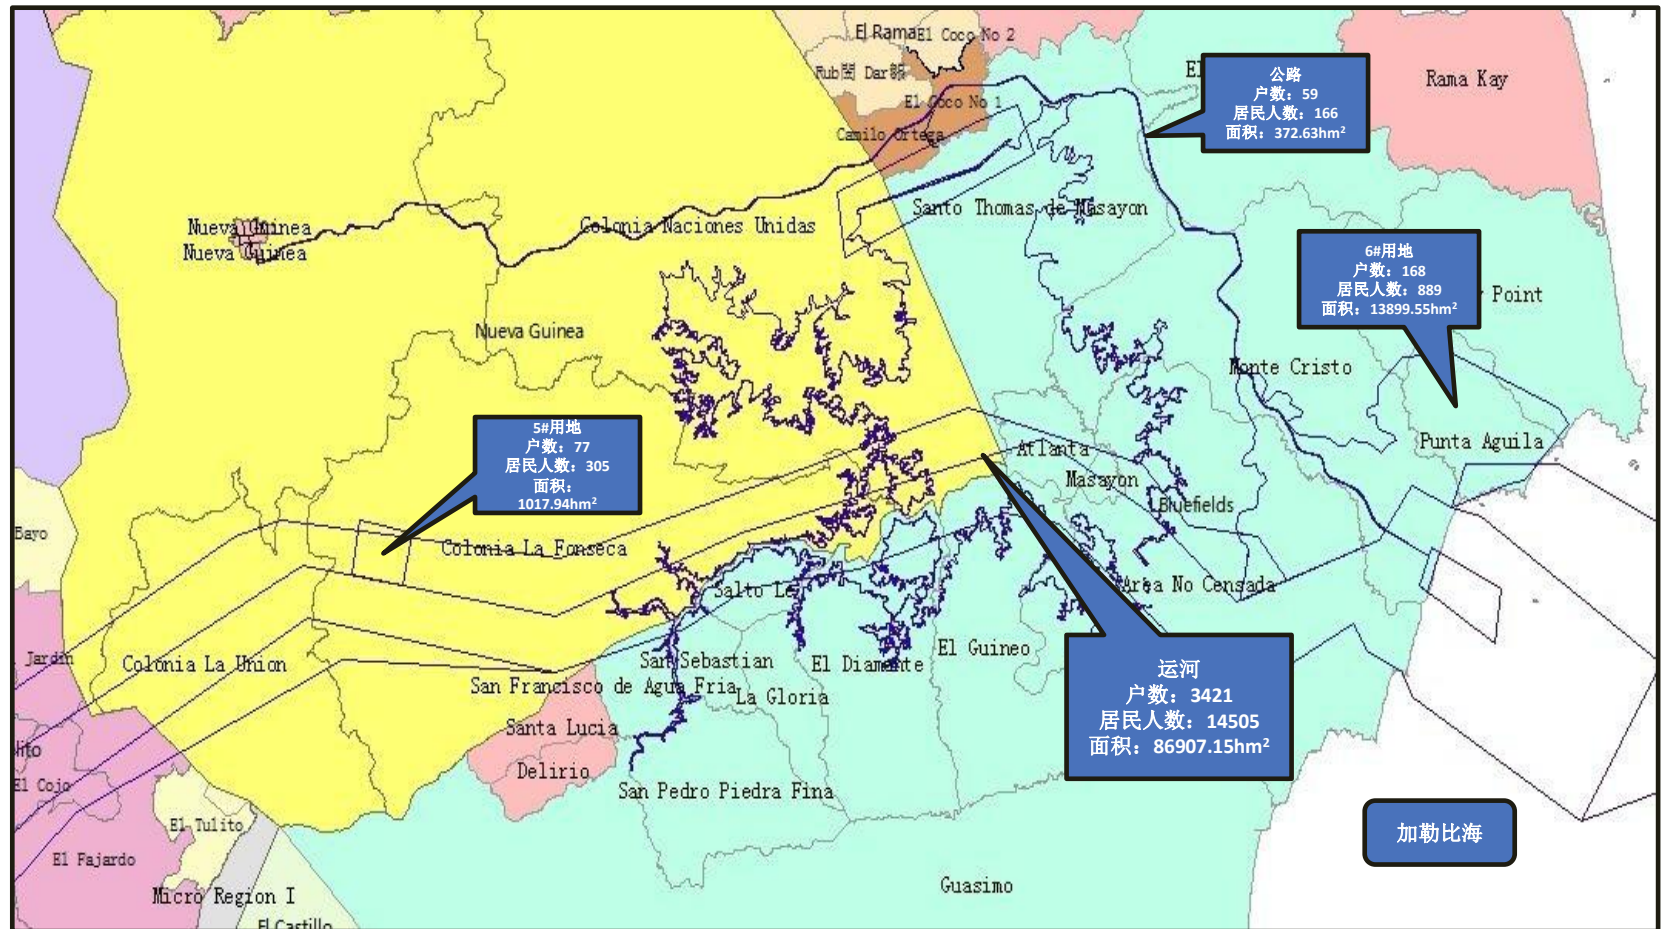 El Rama
El Coco No 2
Rub
Dar
El Coco No 1
Camilo Ortega
El
公路
户数：59
居民人数：166
面积：372.63hm²
Rama Kay
Nueva Guinea
Nueva Guinea
Colonia Naciones Unidas
Santo Thomas de Masayon
6#用地
户数：168
居民人数：889
面积：13899.55hm²
Point
Nueva Guinea
Monte Cristo
5#用地
户数：77
居民人数：305
面积：
1017.94hm²
Atlanta
Punta Aguila
Masayon
Bluefields
Bayo
Colonia La Fonseca
Salto Le
Area No Censada
Jardin
Colonia La Union
San Sebastian
El Diamante
El Guineo
San Francisco de Agua Fria
La Gloria
运河
户数：3421
居民人数：14505
面积：86907.15hm²
Santa Lucia
lito
Delirio
El Cojo
San Pedro Piedra Fina
El Tulito
加勒比海
El Fajardo
Micro Region I
Guasimo
El Castillo